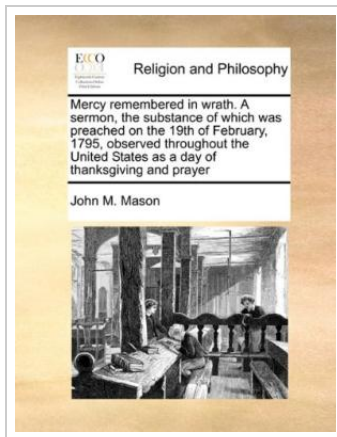 ECCO
Religion and Philosophy
Mercy remembered in wrath. A
sermon, the substance of which was
preached on the 19th of February,
1795, observed throughout the
United States as a day of
thanksgiving and prayer
John M. Mason